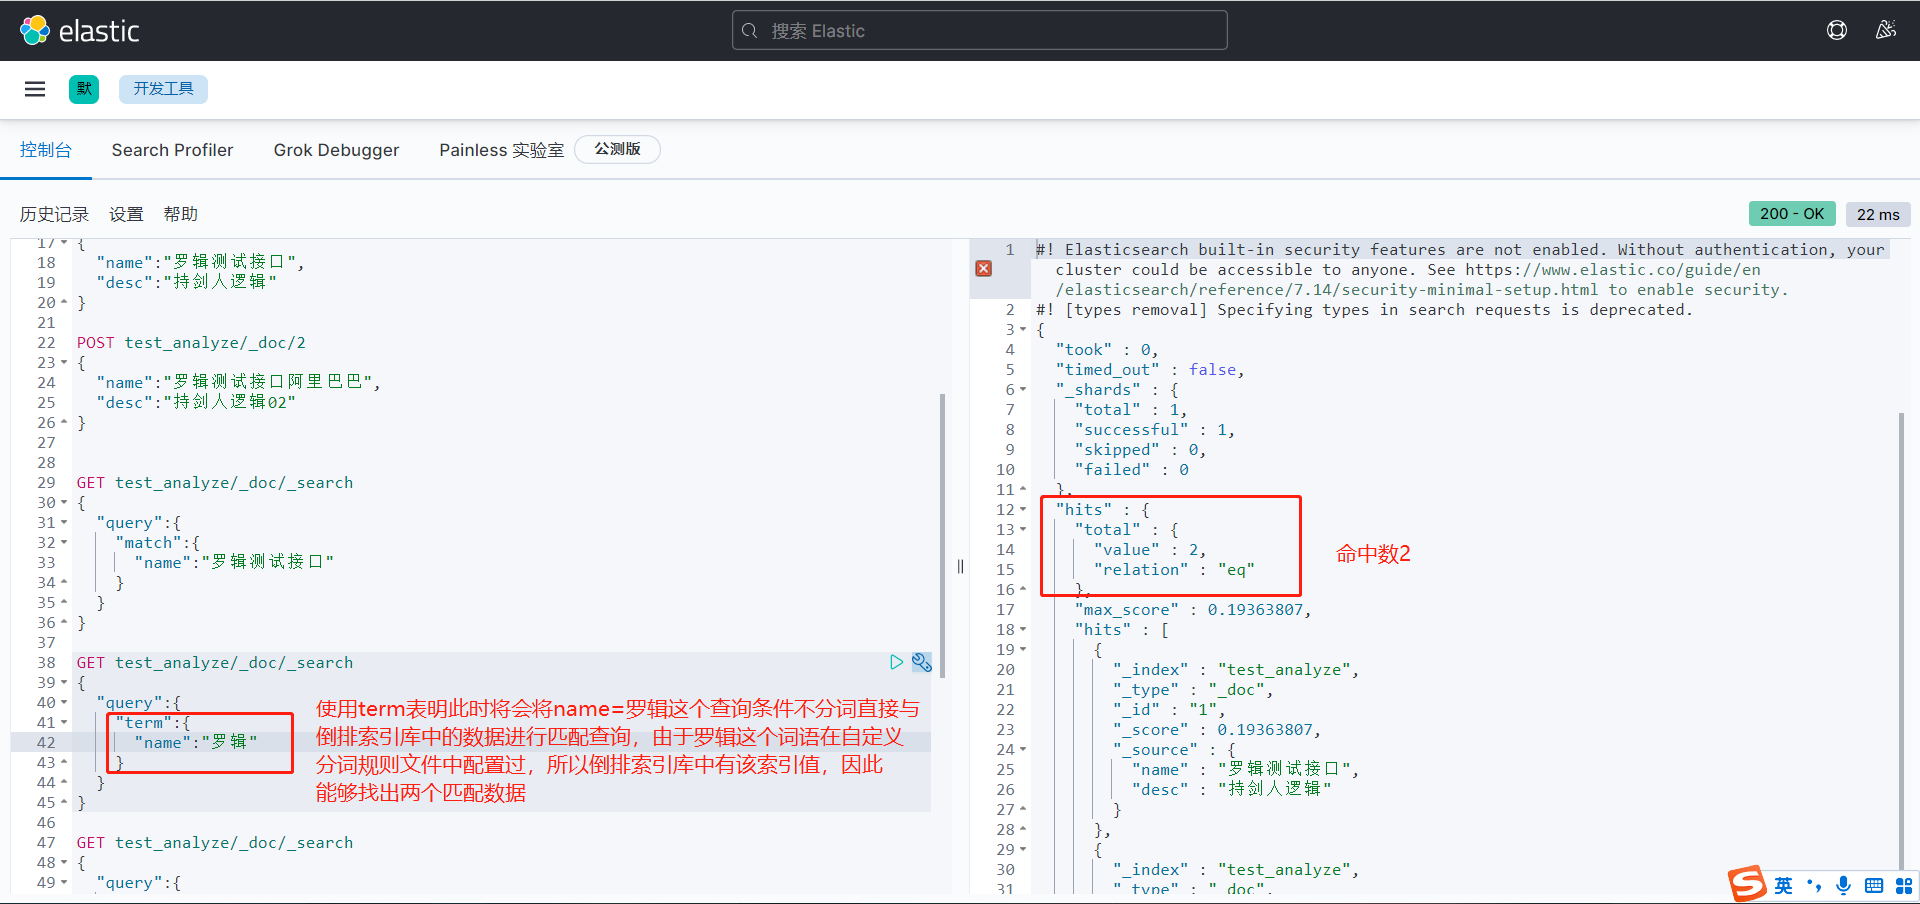 elastic
搜索 Elastic
默
开发工具
控制台
Search Profiler
Grok Debugger
Painless 实验室
公测版
历史记录
设置
帮助
200 - OK
22 ms
17 {
18 "name":"罗辑测试接口",
19 "desc":"持剑人逻辑"
20 }
21
22 POST test_analyze/_doc/2
23 {
24 "name":"罗辑测试接口阿里巴巴",
25 "desc":"持剑人逻辑02"
26 }
27
28
29 GET test_analyze/_doc/_search
30 {
31 "query":{
32 "match":{
33 "name":"罗辑测试接口"
34 }
35 }
36 }
37
38 GET test_analyze/_doc/_search
39 {
40 "query":{
41 "term":{
42 "name":"罗辑"
43 }
44 }
45 }
46
47 GET test_analyze/_doc/_search
48 {
49 "query":{
使用term表明此时将会将name=罗辑这个查询条件不分词直接与
倒排索引库中的数据进行匹配查询，由于罗辑这个词语在自定义
分词规则文件中配置过，所以倒排索引库中有该索引值，因此
能够找出两个匹配数据
1 #! Elasticsearch built-in security features are not enabled. Without authentication, your
cluster could be accessible to anyone. See https://www.elastic.co/guide/en
/elasticsearch/reference/7.14/security-minimal-setup.html to enable security.
2 #! [types removal] Specifying types in search requests is deprecated.
3 {
4 "took" : 0,
5 "timed_out" : false,
6 "_shards" : {
7 "total" : 1,
8 "successful" : 1,
9 "skipped" : 0,
10 "failed" : 0
11 },
12 "hits" : {
13 "total" : {
14 "value" : 2,
15 "relation" : "eq"
16 },
17 "max_score" : 0.19363807,
18 "hits" : [
19 {
20 "_index" : "test_analyze",
21 "_type" : "_doc",
22 "_id" : "1",
23 "_score" : 0.19363807,
24 "_source" : {
25 "name" : "罗辑测试接口",
26 "desc" : "持剑人逻辑"
27 }
28 },
29 {
30 "_index" : "test_analyze",
31 "_type" : "_doc",
命中数2
英